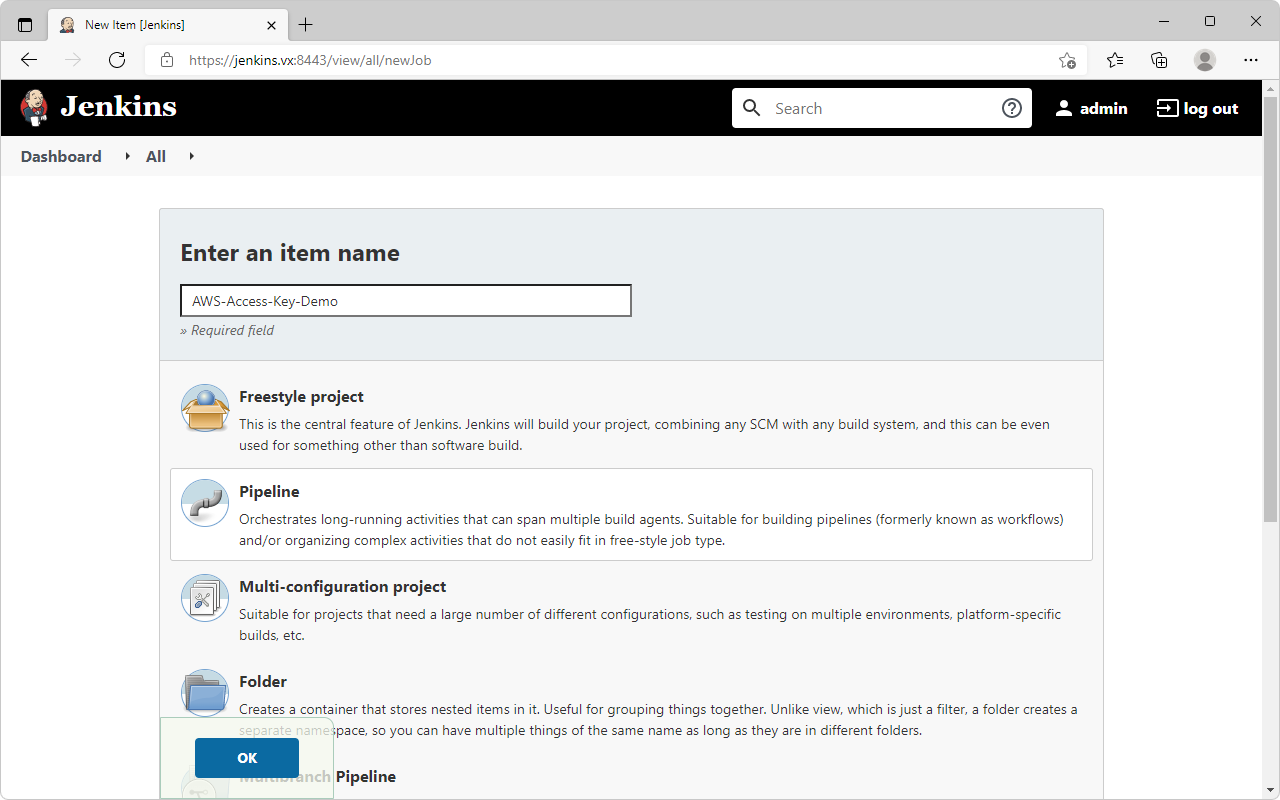 New Item [Jenkins]
https://jenkins.vx:8443/view/all/newJob
Jenkins
Search
admin
log out
Dashboard
All
Enter an item name
AWS-Access-Key-Demo
» Required field
Freestyle project
This is the central feature of Jenkins. Jenkins will build your project, combining any SCM with any build system, and this can be even
used for something other than software build.
Pipeline
Orchestrates long-running activities that can span multiple build agents. Suitable for building pipelines (formerly known as workflows)
and/or organizing complex activities that do not easily fit in free-style job type.
Multi-configuration project
Suitable for projects that need a large number of different configurations, such as testing on multiple environments, platform-specific
builds, etc.
Folder
Creates a container that stores nested items in it. Useful for grouping things together. Unlike view, which is just a filter, a folder creates a
separate namespace, so you can have multiple things of the same name as long as they are in different folders.
OK
Multibranch Pipeline